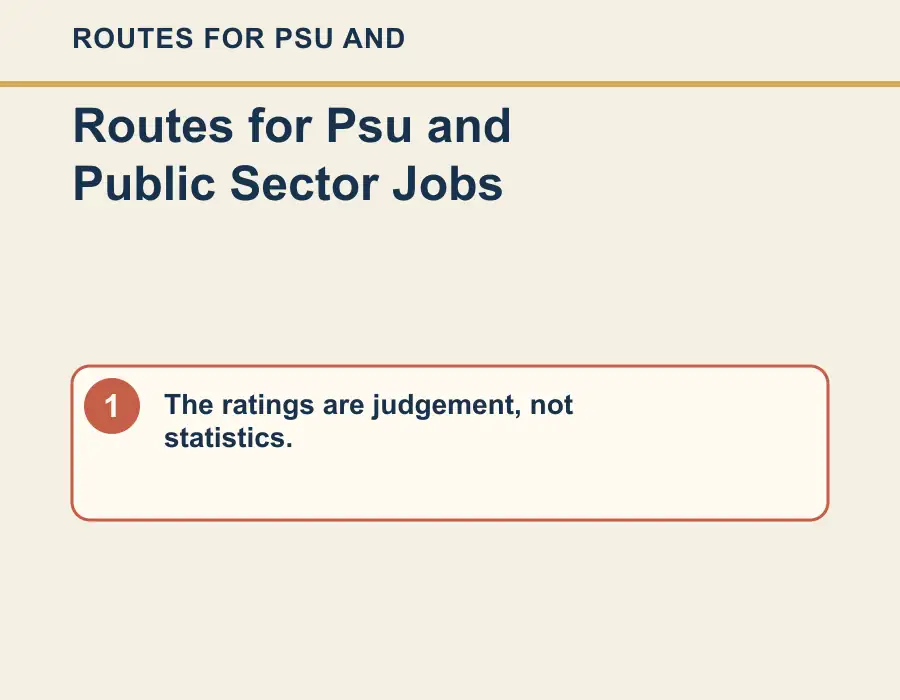 ROUTES FOR PSU AND
Routes for Psu and
Public Sector Jobs
1
The ratings are judgement, not
statistics.